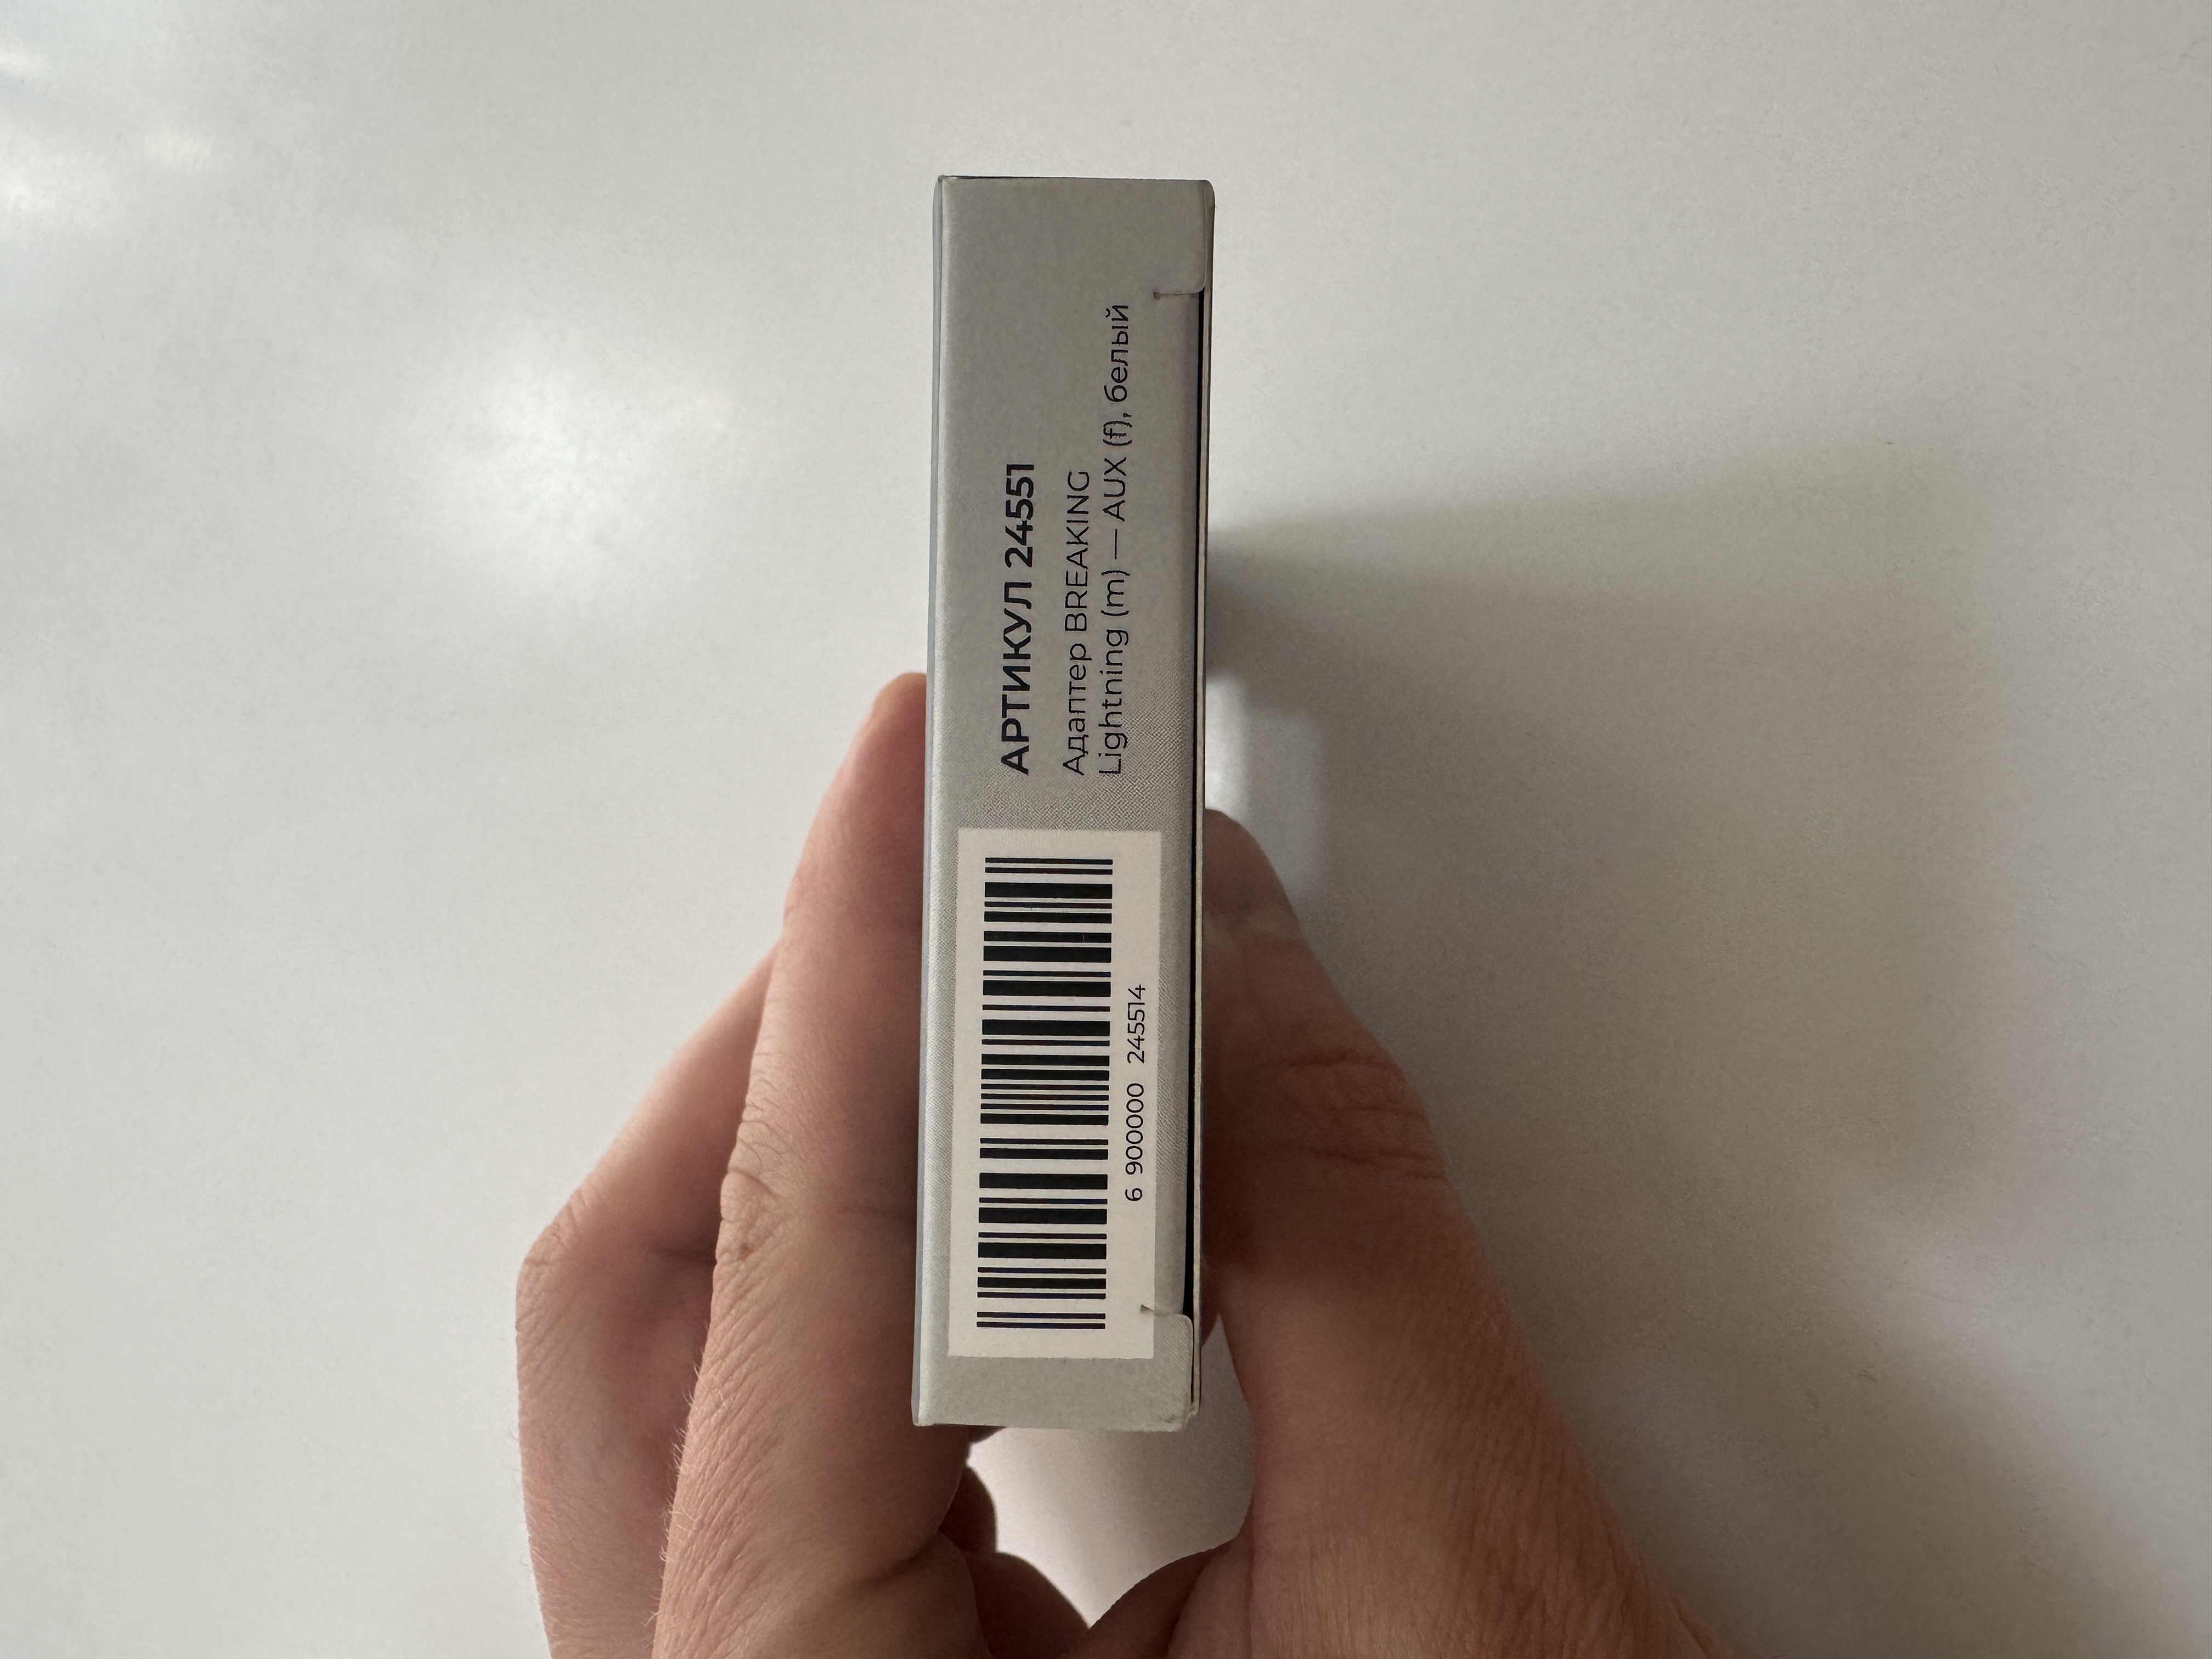 АРТИКУЛ 24551
Адаптер BREAKING
Lightning (m) — AUX (f), белый
6 900000 245514